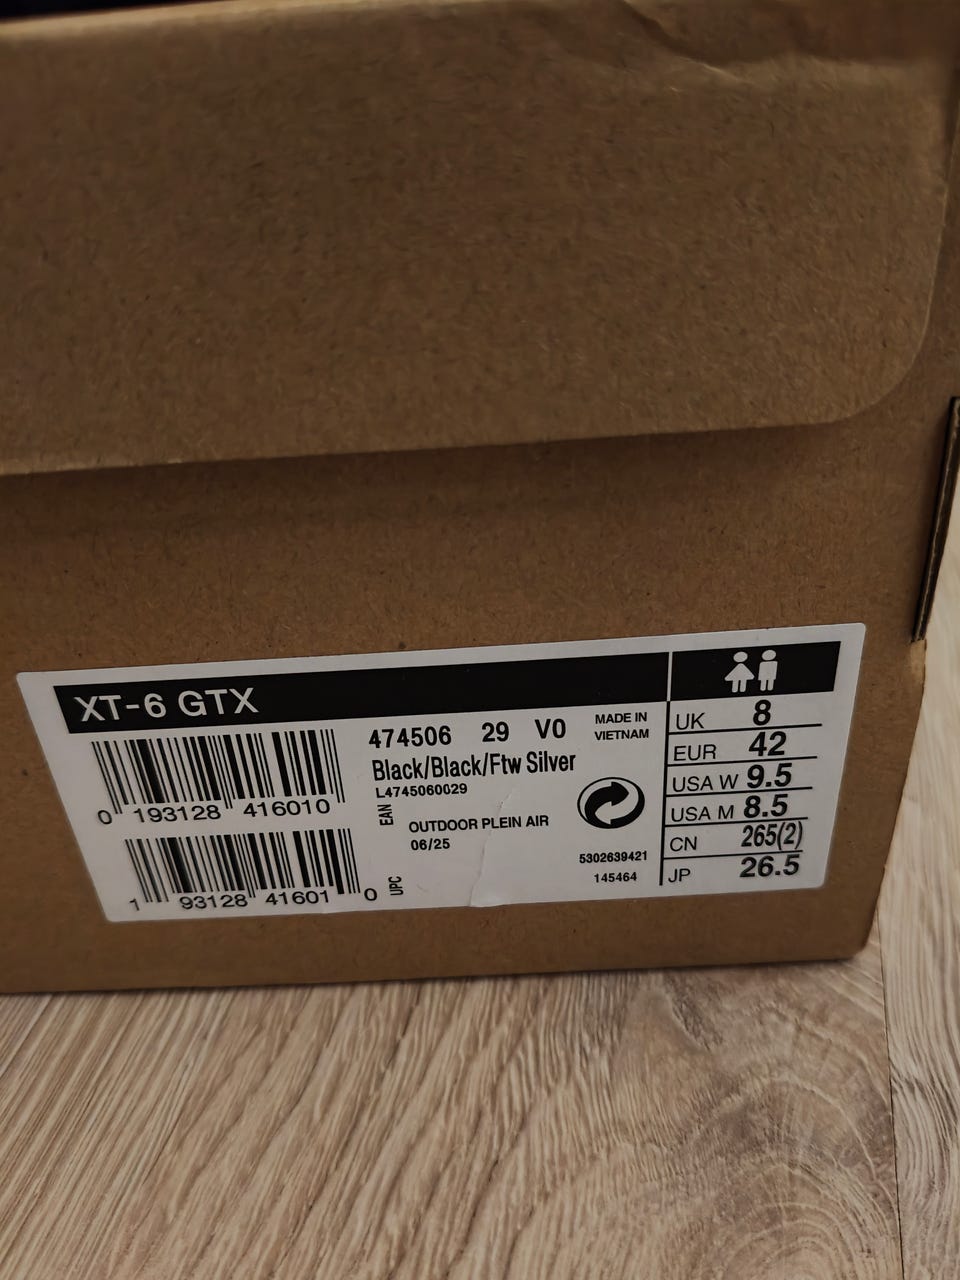 XT-6 GTX
0 193128 416010
EAN
1 93128 41601 0
UPC
474506 29 V0
Black/Black/Ftw Silver
L4745060029
OUTDOOR PLEIN AIR
06/25
MADE IN
VIETNAM
5302639421
145464
UK 8
EUR 42
USA W 9.5
USA M 8.5
CN 265(2)
JP 26.5